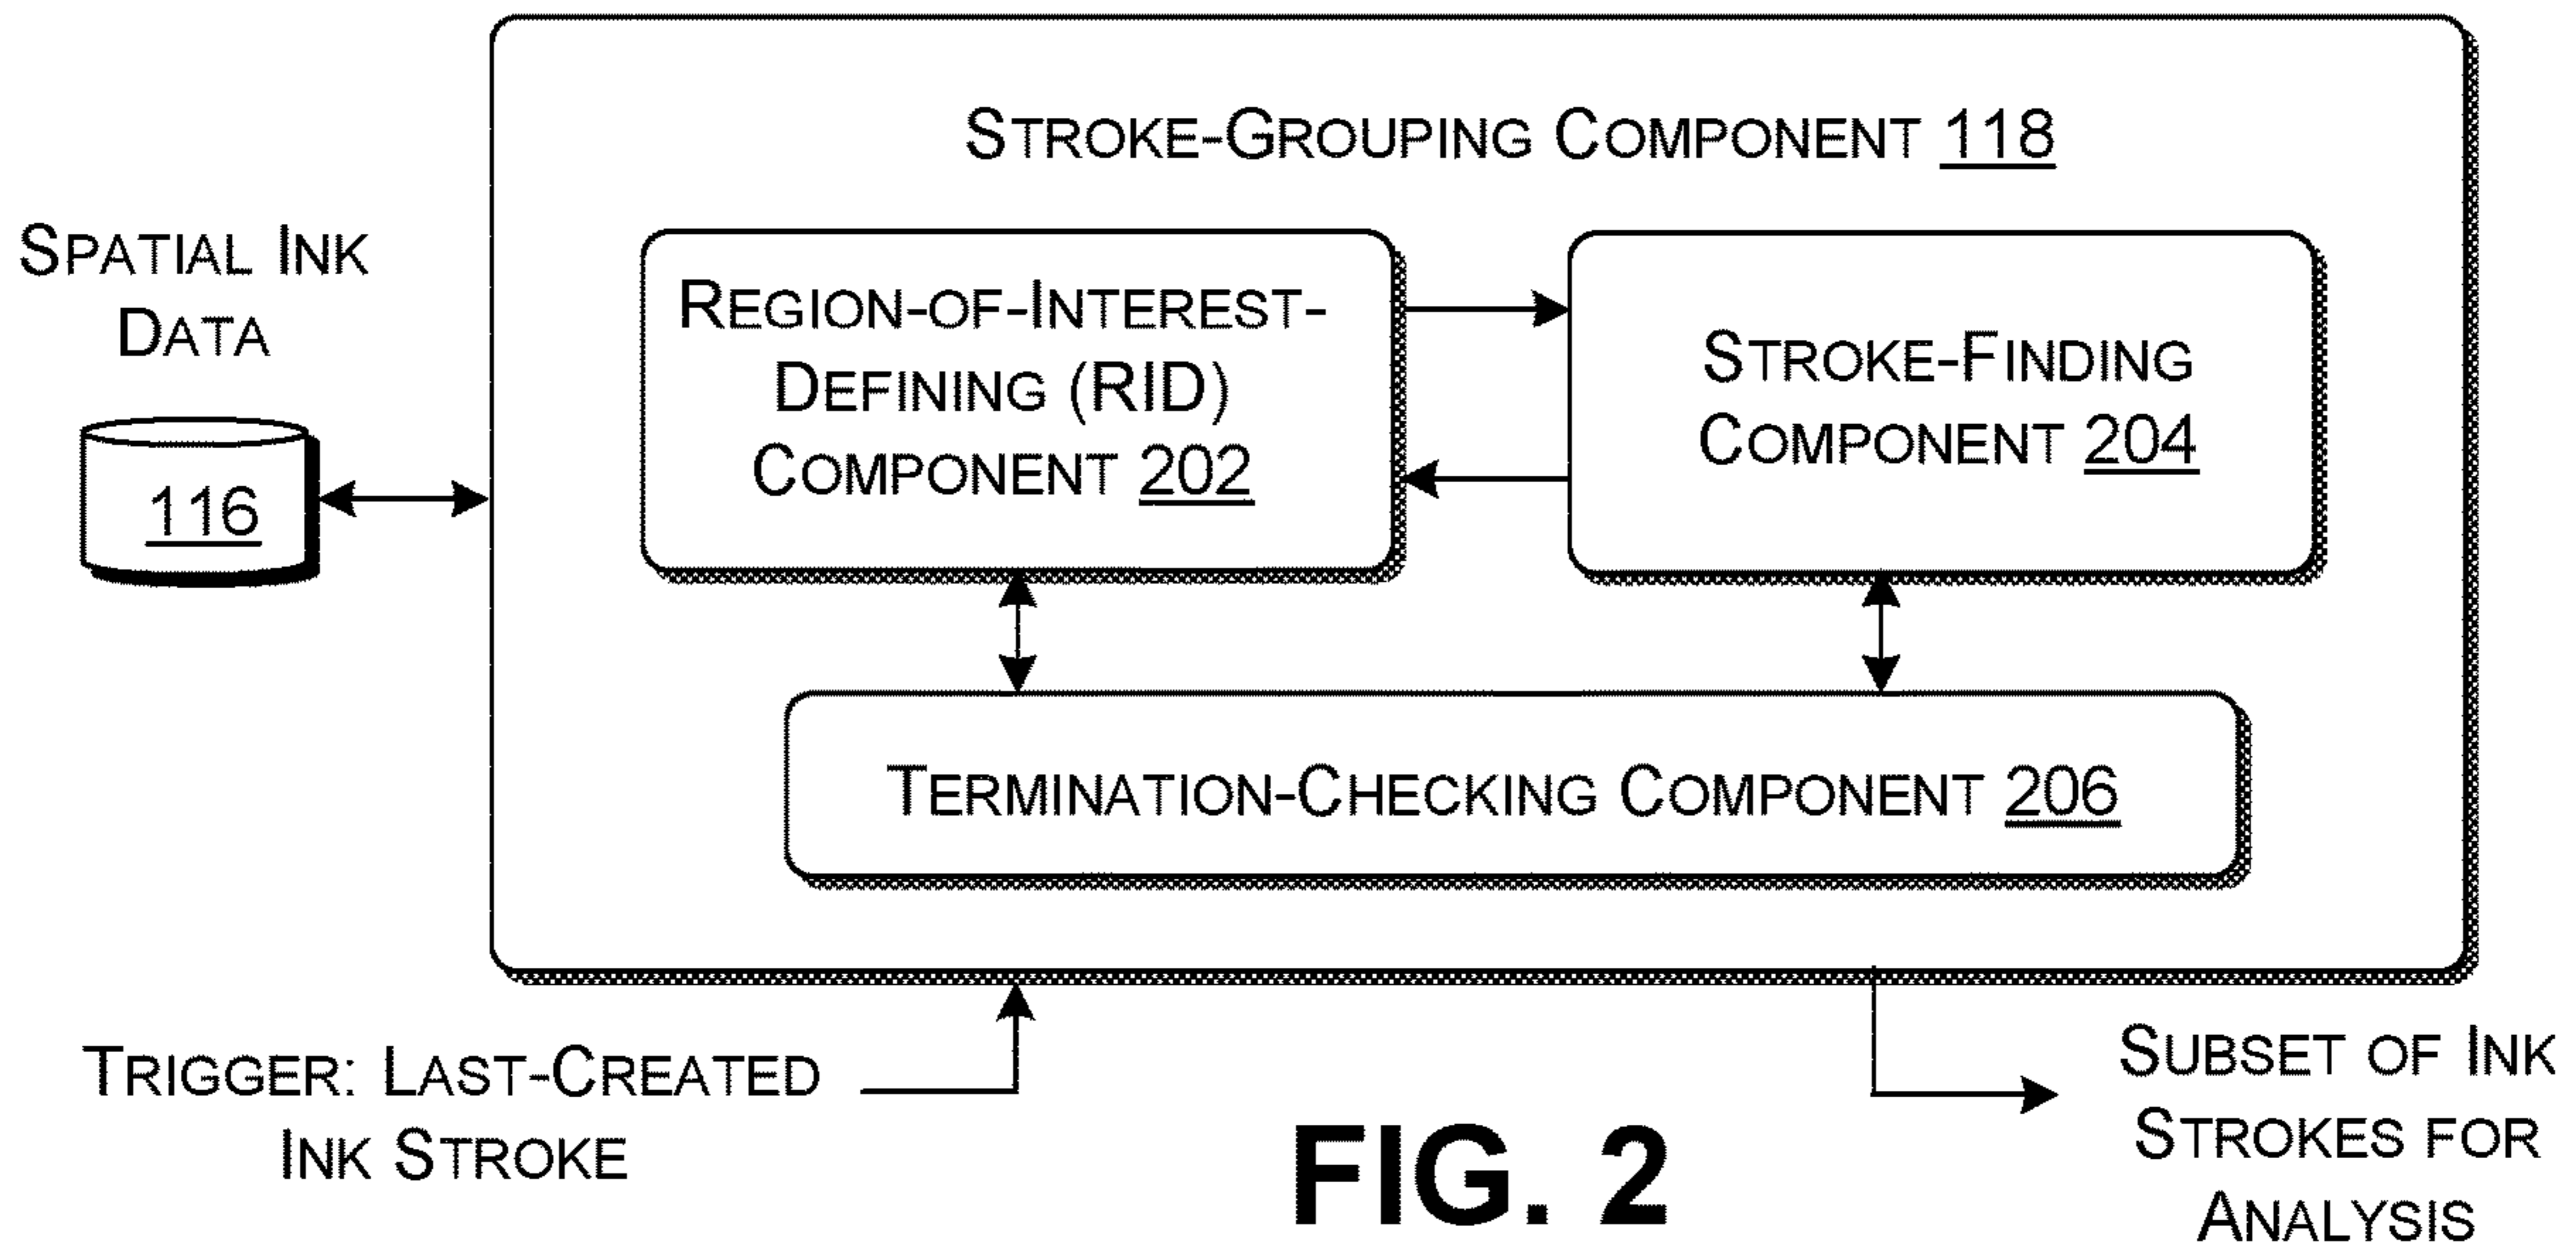 STROKE-GROUPING COMPONENT 118
SPATIAL INK
DATA
116
REGION-OF-INTEREST-
DEFINING (RID)
COMPONENT 202
STROKE-FINDING
COMPONENT 204
TERMINATION-CHECKING COMPONENT 206
TRIGGER: LAST-CREATED
INK STROKE
SUBSET OF INK
STROKES FOR
ANALYSIS
FIG. 2